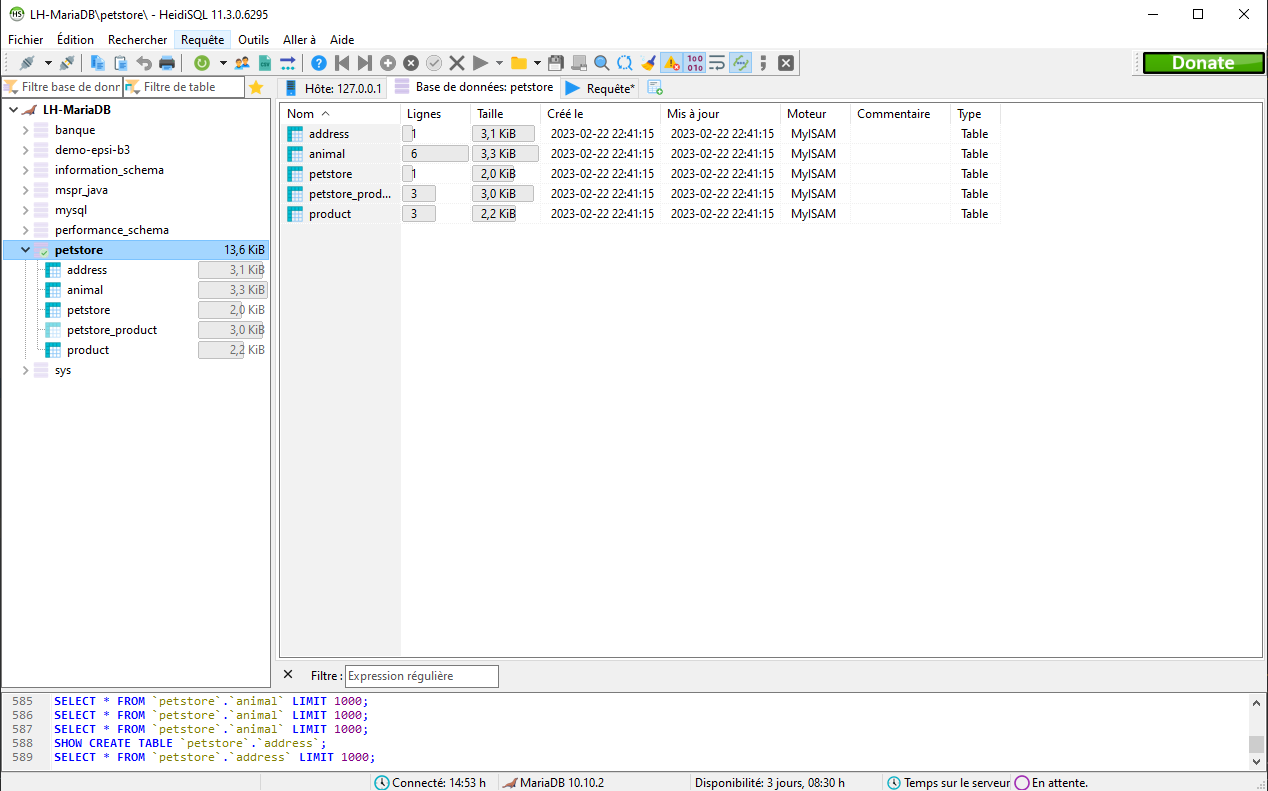 LH-MariaDB\petstore\ - HeidiSQL 11.3.0.6295
Fichier Édition Rechercher Requête Outils Aller à Aide
Donate
Filtre base de donr Filtre de table
Hôte: 127.0.0.1 Base de données: petstore Requête*
LH-MariaDB
banque
demo-epsi-b3
information_schema
mspr_java
mysql
performance_schema
petstore 13,6 KiB
address 3,1 KiB
animal 3,3 KiB
petstore 2,0 KiB
petstore_product 3,0 KiB
product 2,2 KiB
sys
Nom Lignes Taille Créé le Mis à jour Moteur Commentaire Type
address 1 3,1 KiB 2023-02-22 22:41:15 2023-02-22 22:41:15 MyISAM Table
animal 6 3,3 KiB 2023-02-22 22:41:15 2023-02-22 22:41:15 MyISAM Table
petstore 1 2,0 KiB 2023-02-22 22:41:15 2023-02-22 22:41:15 MyISAM Table
petstore_prod... 3 3,0 KiB 2023-02-22 22:41:15 2023-02-22 22:41:15 MyISAM Table
product 3 2,2 KiB 2023-02-22 22:41:15 2023-02-22 22:41:15 MyISAM Table
Filtre : Expression régulière
585 SELECT * FROM `petstore`.`animal` LIMIT 1000;
586 SELECT * FROM `petstore`.`animal` LIMIT 1000;
587 SELECT * FROM `petstore`.`animal` LIMIT 1000;
588 SHOW CREATE TABLE `petstore`.`address`;
589 SELECT * FROM `petstore`.`address` LIMIT 1000;
Connecté: 14:53 h MariaDB 10.10.2 Disponibilité: 3 jours, 08:30 h Temps sur le serveur En attente.